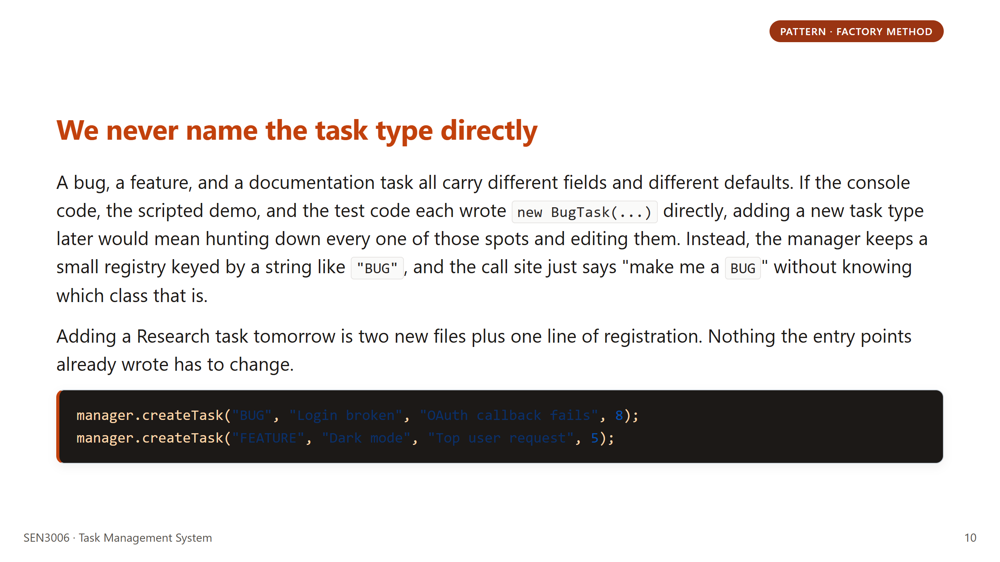 PATTERN · FACTORY METHOD
We never name the task type directly
A bug, a feature, and a documentation task all carry different fields and different defaults. If the console
code, the scripted demo, and the test code each wrote new BugTask(...) directly, adding a new task type
later would mean hunting down every one of those spots and editing them. Instead, the manager keeps a
small registry keyed by a string like "BUG", and the call site just says "make me a BUG" without knowing
which class that is.
Adding a Research task tomorrow is two new files plus one line of registration. Nothing the entry points
already wrote has to change.
manager.createTask("BUG", "Login broken", "OAuth callback fails", 8);
manager.createTask("FEATURE", "Dark mode", "Top user request", 5);
SEN3006 · Task Management System
10